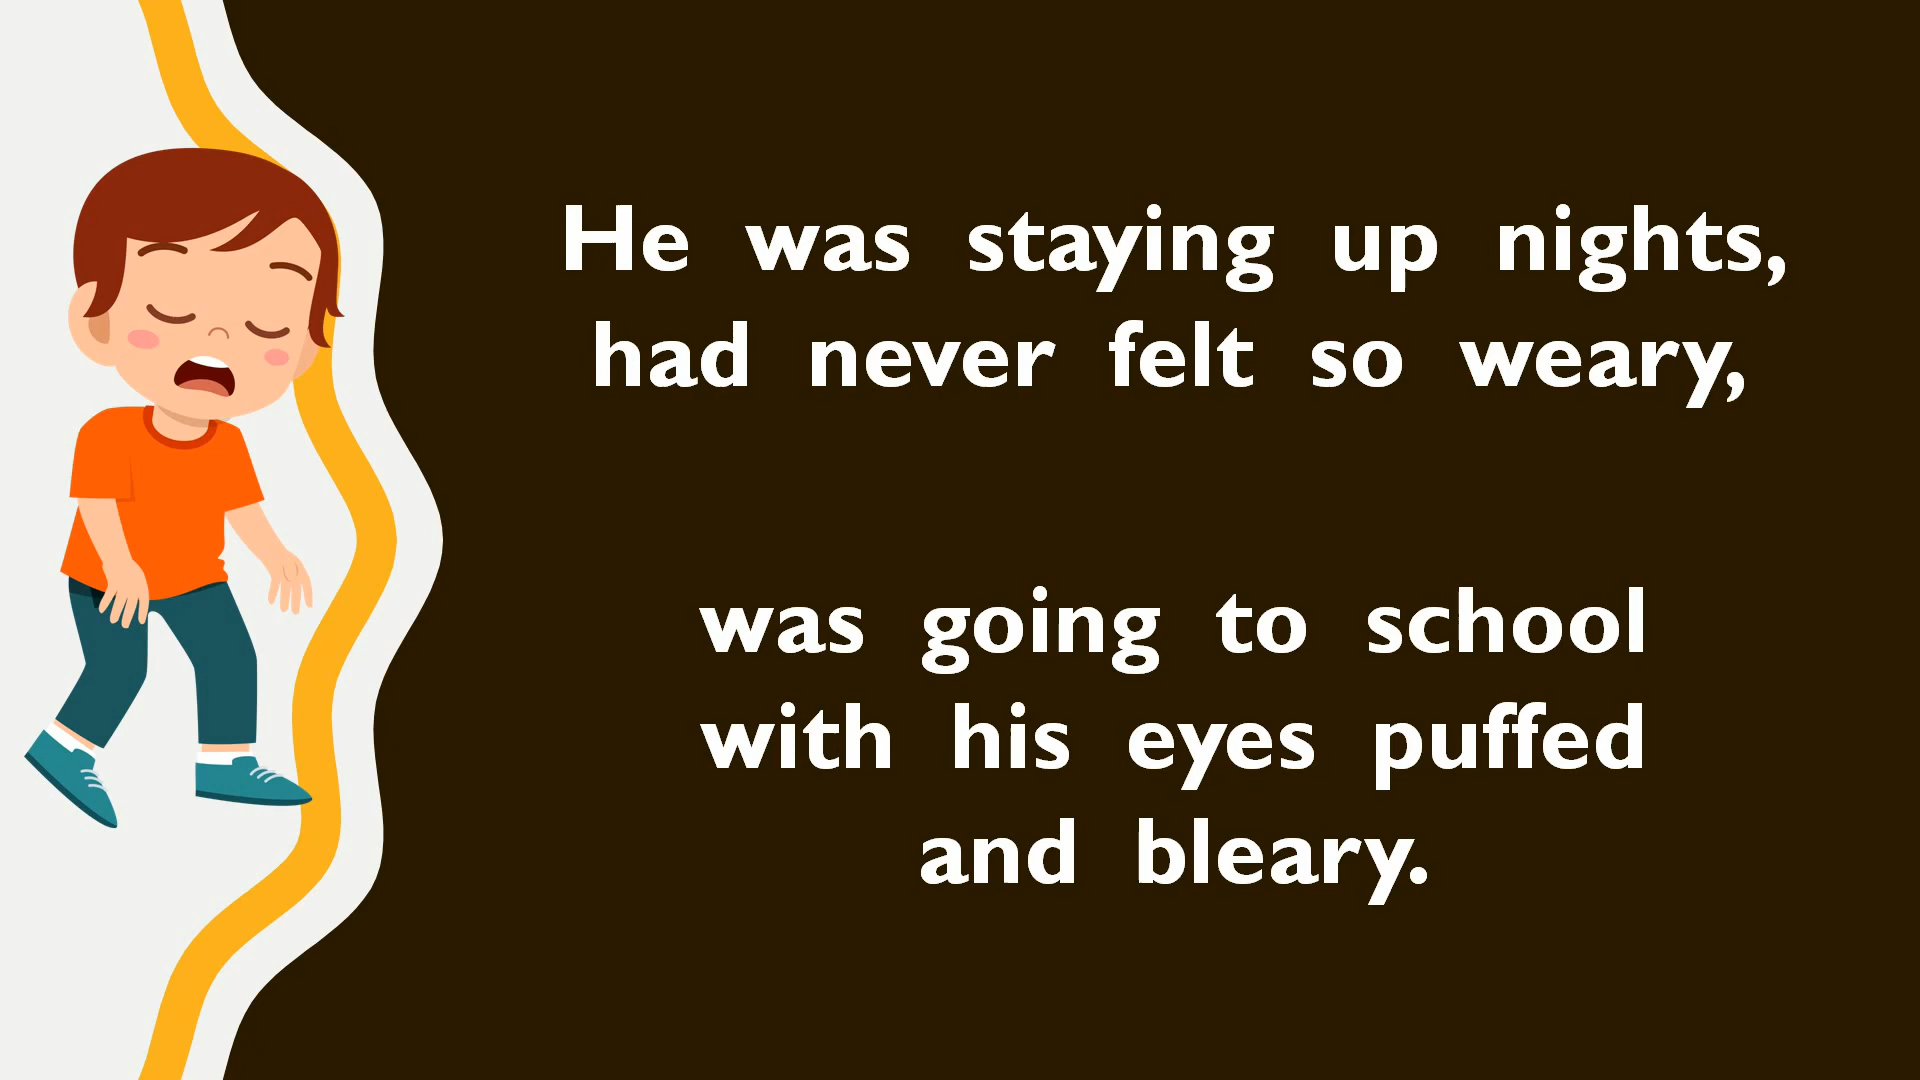 He was staying up nights,
had never felt so weary,
was going to school
with his eyes puffed
and bleary.